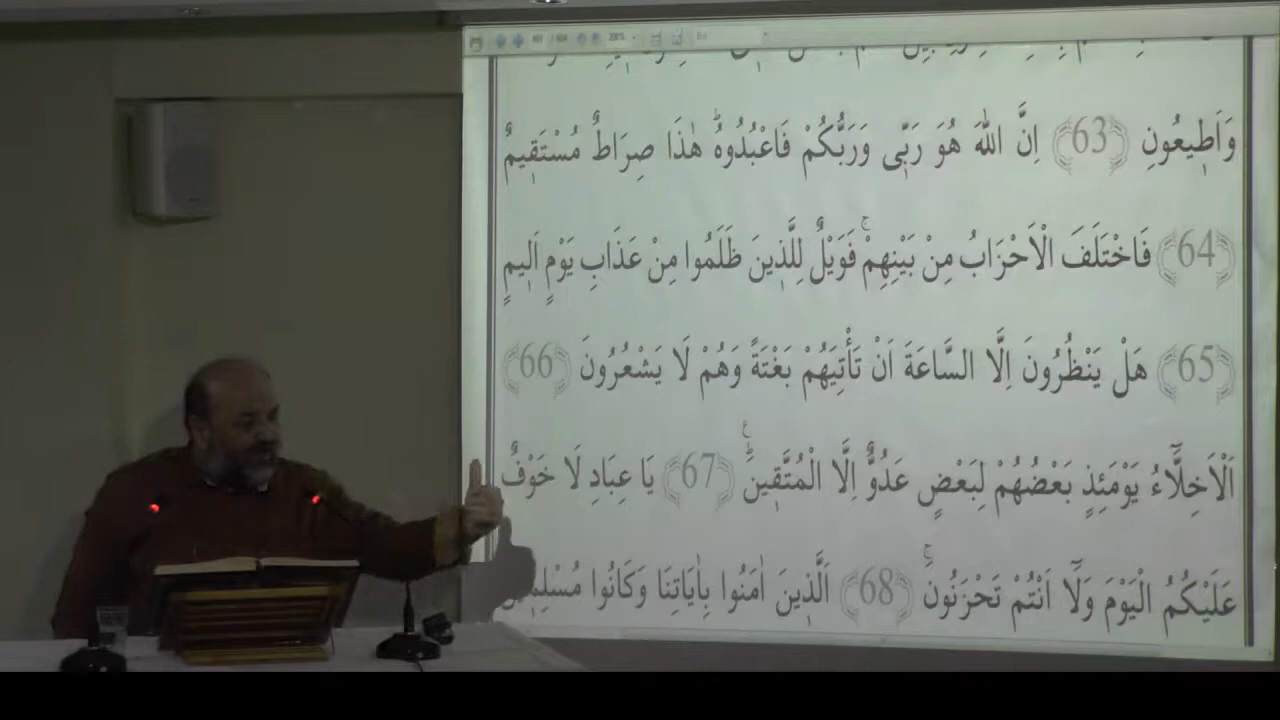 وَاَطٖيعُونِ ﴿63﴾ اِنَّ اللّٰهَ هُوَ رَبّٖى وَرَبُّكُمْ فَاعْبُدُوهُؕ هٰذَا صِرَاطٌ مُسْتَقٖيمٌ
﴿64﴾ فَاخْتَلَفَ الْاَحْزَابُ مِنْ بَيْنِهِمْۚ فَوَيْلٌ لِلَّذٖينَ ظَلَمُوا مِنْ عَذَابِ يَوْمٍ اَلٖيمٍ
﴿65﴾ هَلْ يَنْظُرُونَ اِلَّا السَّاعَةَ اَنْ تَاْتِيَهُمْ بَغْتَةً وَهُمْ لَا يَشْعُرُونَ ﴿66﴾
اَلْاَخِلَّٓاءُ يَوْمَئِذٍ بَعْضُهُمْ لِبَعْضٍ عَدُوٌّ اِلَّا الْمُتَّقٖينَؕ ﴿67﴾ يَا عِبَادِ لَا خَوْفٌ
عَلَيْكُمُ الْيَوْمَ وَلَٓا اَنْتُمْ تَحْزَنُونَۚ ﴿68﴾ اَلَّذٖينَ اٰمَنُوا بِاٰيَاتِنَا وَكَانُوا مُسْلِمٖينَ